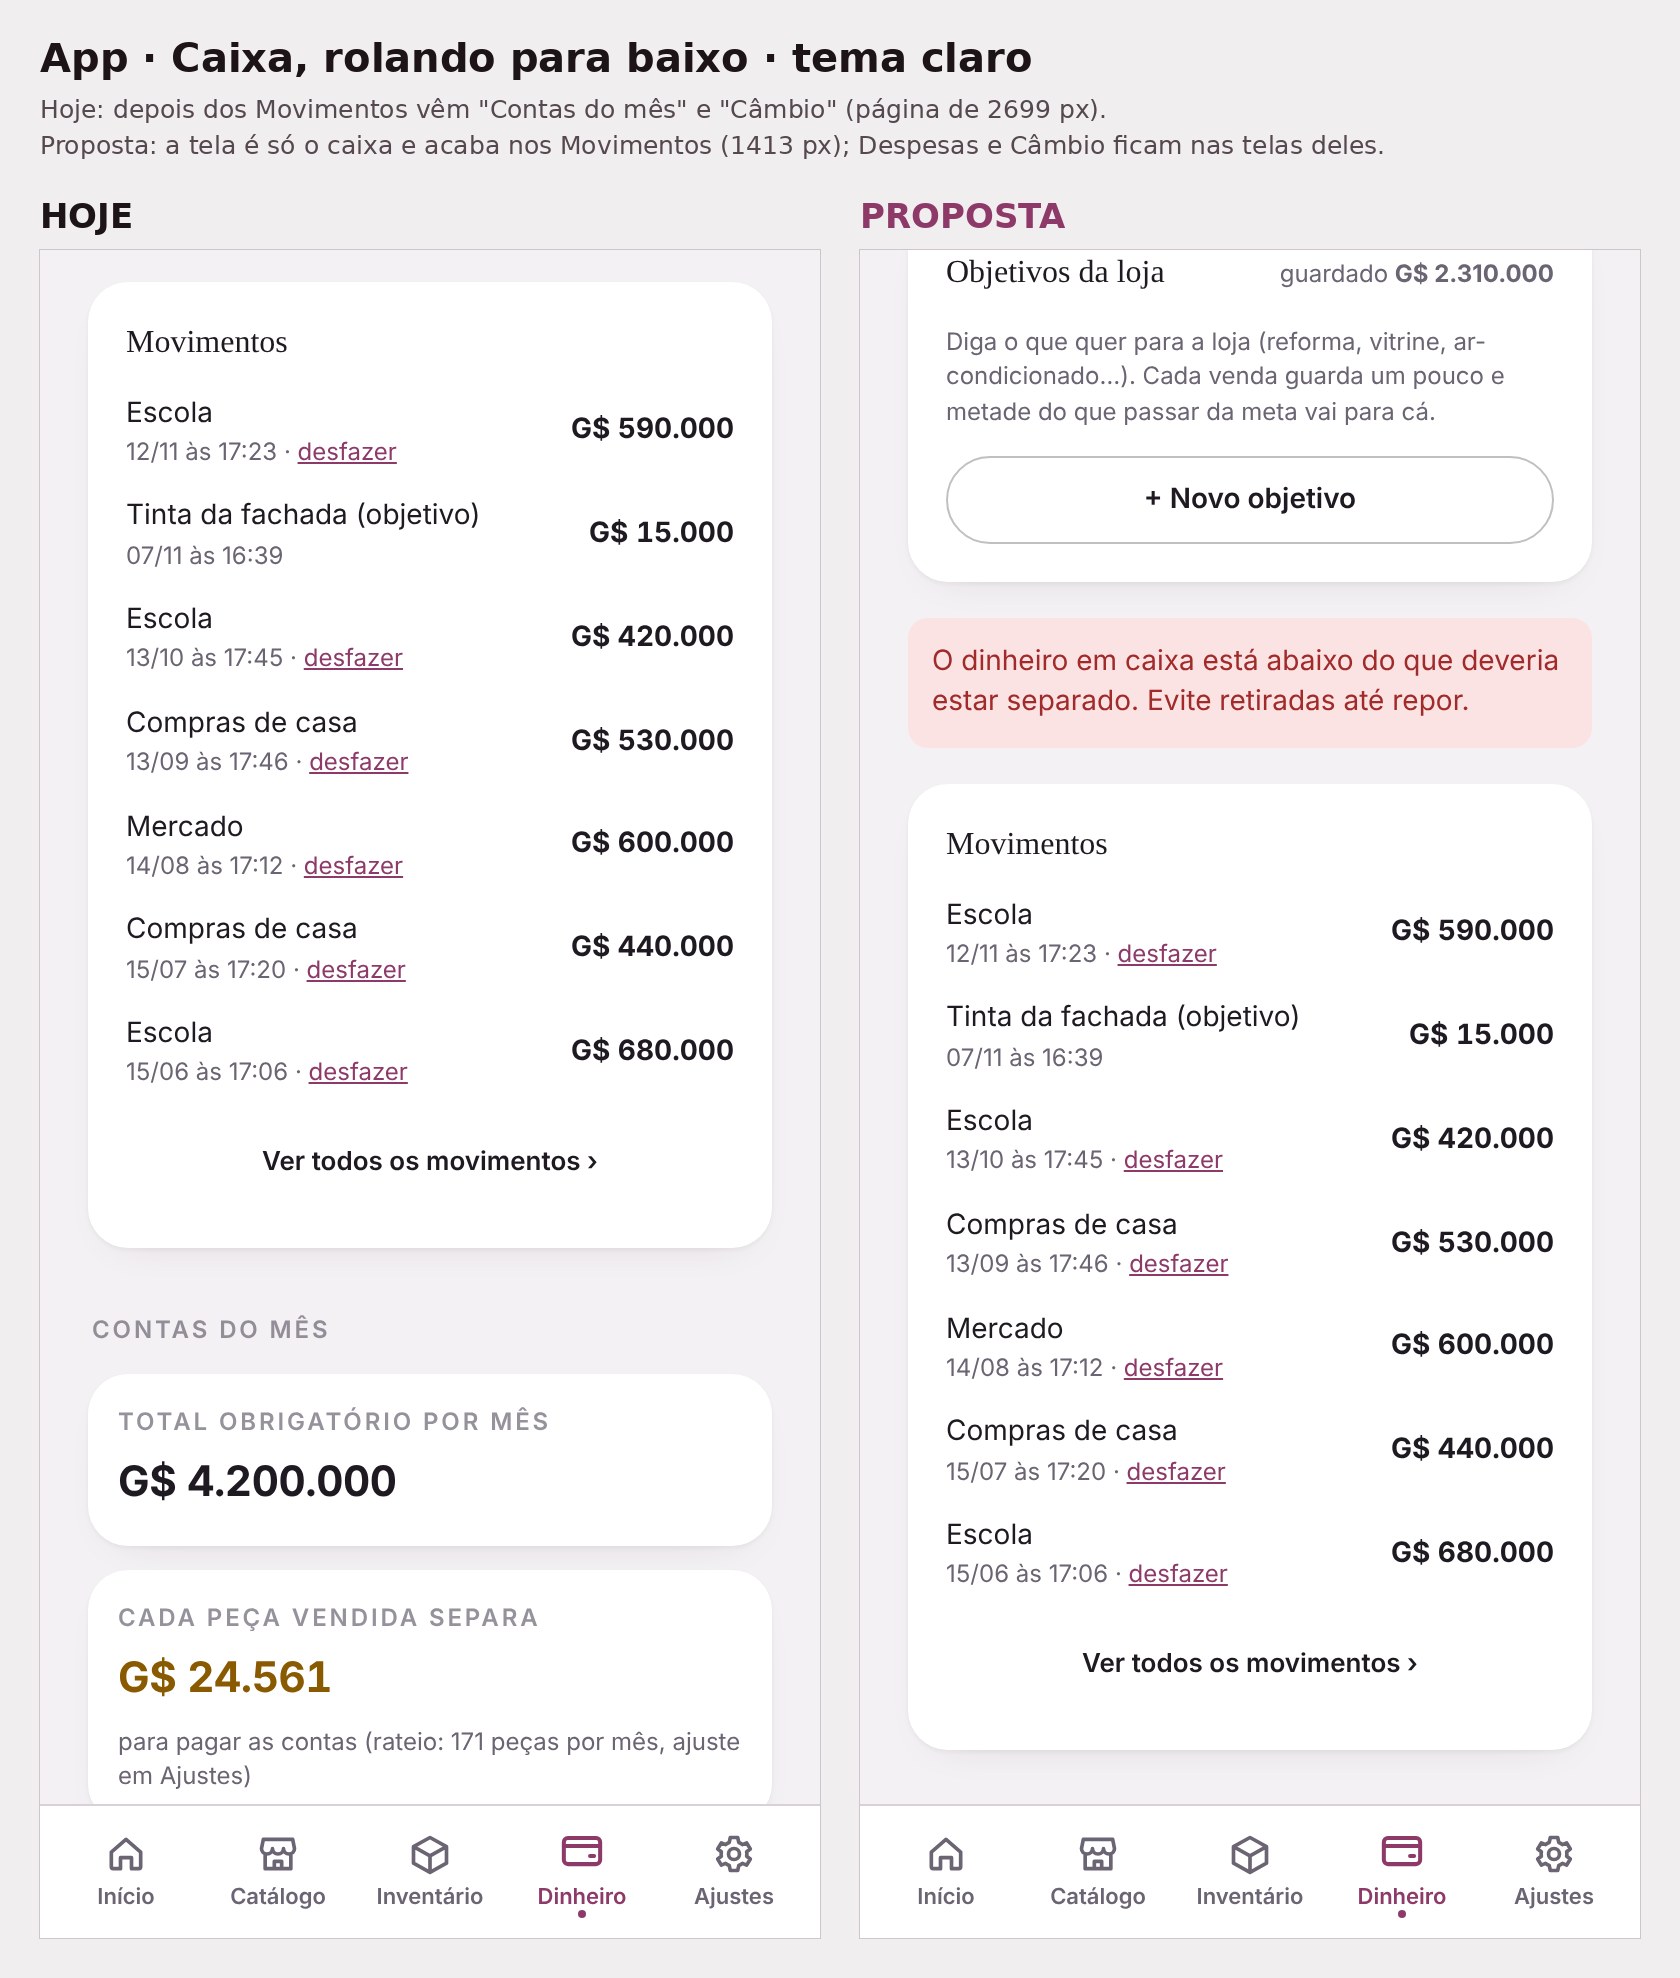 App · Caixa, rolando para baixo · tema claro
Hoje: depois dos Movimentos vêm "Contas do mês" e "Câmbio" (página de 2699 px).
Proposta: a tela é só o caixa e acaba nos Movimentos (1413 px); Despesas e Câmbio ficam nas telas deles.
HOJE
Movimentos
Escola
G$ 590.000
12/11 às 17:23 · desfazer
Tinta da fachada (objetivo)
G$ 15.000
07/11 às 16:39
Escola
G$ 420.000
13/10 às 17:45 · desfazer
Compras de casa
G$ 530.000
13/09 às 17:46 · desfazer
Mercado
G$ 600.000
14/08 às 17:12 · desfazer
Compras de casa
G$ 440.000
15/07 às 17:20 · desfazer
Escola
G$ 680.000
15/06 às 17:06 · desfazer
Ver todos os movimentos ›
CONTAS DO MÊS
TOTAL OBRIGATÓRIO POR MÊS
G$ 4.200.000
CADA PEÇA VENDIDA SEPARA
G$ 24.561
para pagar as contas (rateio: 171 peças por mês, ajuste
em Ajustes)
Início
Catálogo
Inventário
Dinheiro
Ajustes
PROPOSTA
Objetivos da loja
guardado G$ 2.310.000
Diga o que quer para a loja (reforma, vitrine, ar-
condicionado...). Cada venda guarda um pouco e
metade do que passar da meta vai para cá.
+ Novo objetivo
O dinheiro em caixa está abaixo do que deveria
estar separado. Evite retiradas até repor.
Movimentos
Escola
G$ 590.000
12/11 às 17:23 · desfazer
Tinta da fachada (objetivo)
G$ 15.000
07/11 às 16:39
Escola
G$ 420.000
13/10 às 17:45 · desfazer
Compras de casa
G$ 530.000
13/09 às 17:46 · desfazer
Mercado
G$ 600.000
14/08 às 17:12 · desfazer
Compras de casa
G$ 440.000
15/07 às 17:20 · desfazer
Escola
G$ 680.000
15/06 às 17:06 · desfazer
Ver todos os movimentos ›
Início
Catálogo
Inventário
Dinheiro
Ajustes